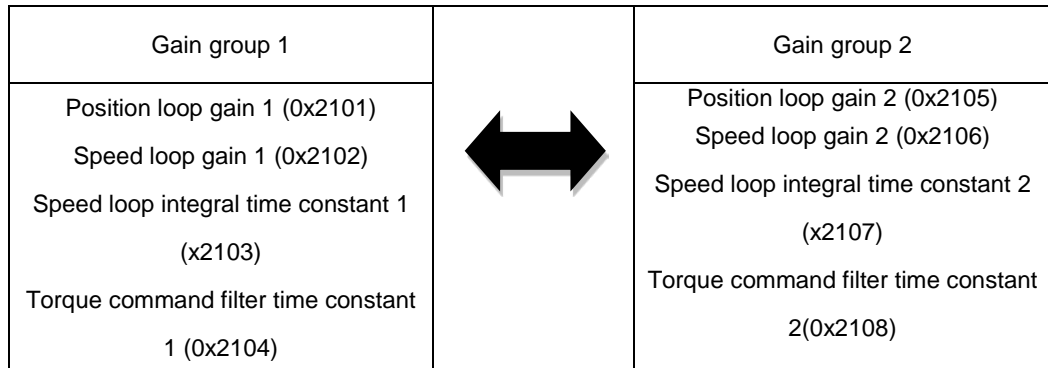 Gain group 1
Position loop gain 1 (0x2101)
Speed loop gain 1 (0x2102)
Speed loop integral time constant 1
(x2103)
Torque command filter time constant
1 (0x2104)
Gain group 2
Position loop gain 2 (0x2105)
Speed loop gain 2 (0x2106)
Speed loop integral time constant 2
(x2107)
Torque command filter time constant
2(0x2108)